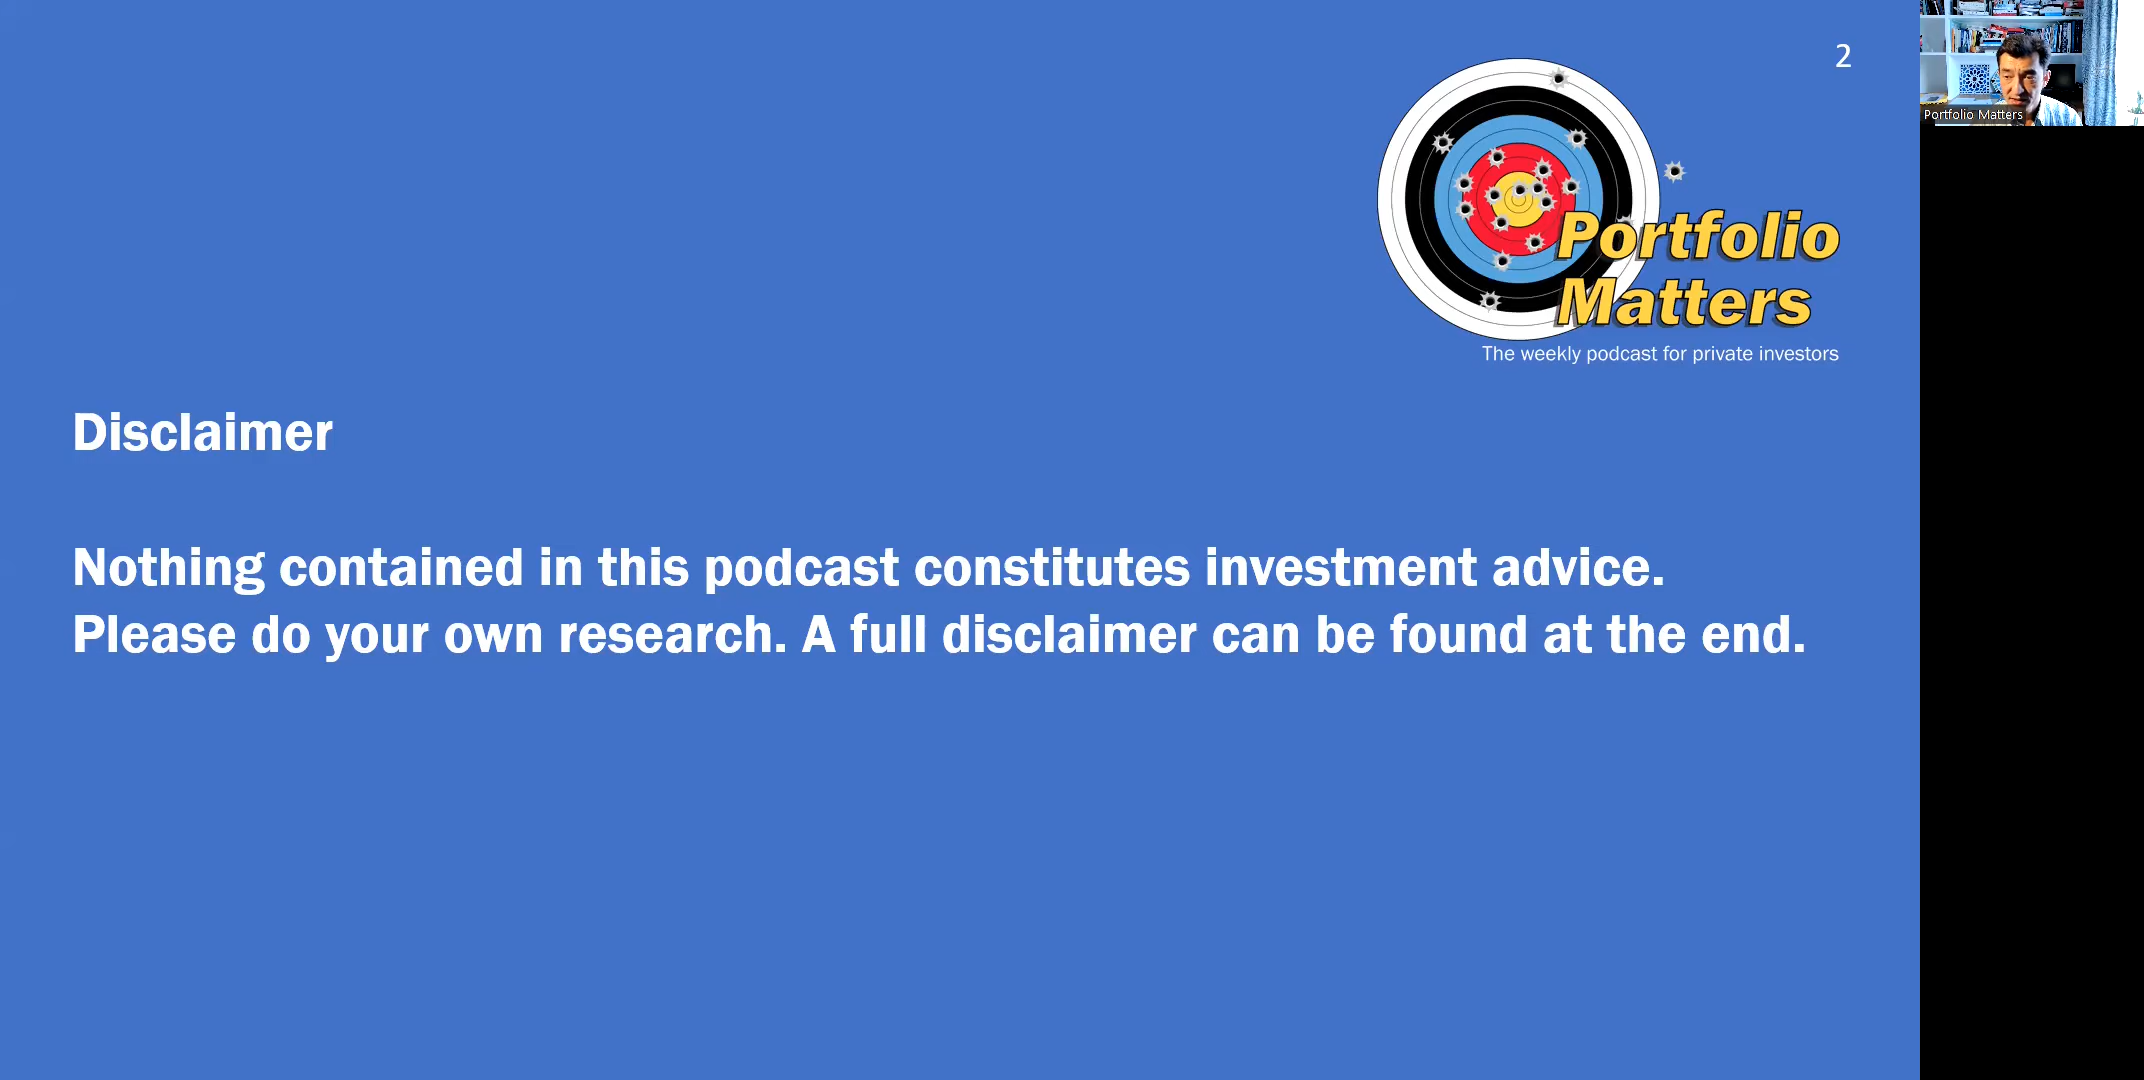 2
Portfolio Matters
Portfolio
Matters
The weekly podcast for private investors
Disclaimer
Nothing contained in this podcast constitutes investment advice.
Please do your own research. A full disclaimer can be found at the end.